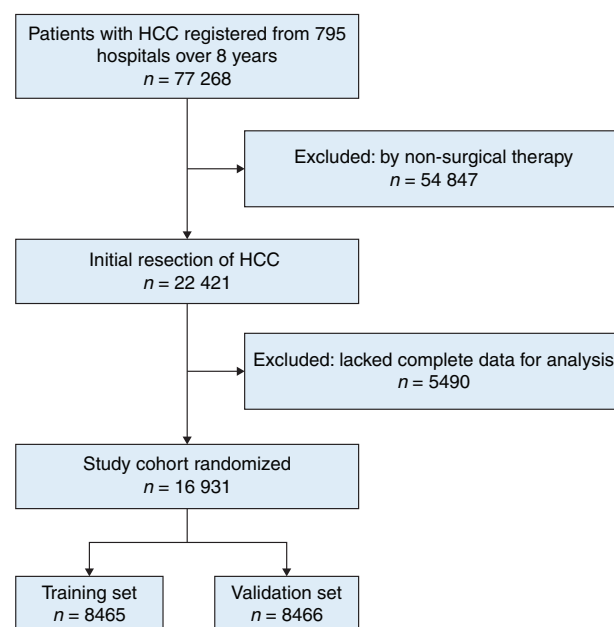 Patients with HCC registered from 795
hospitals over 8 years
n = 77 268
Excluded: by non-surgical therapy
n = 54 847
Initial resection of HCC
n = 22 421
Excluded: lacked complete data for analysis
n = 5490
Study cohort randomized
n = 16 931
Training set
n = 8465
Validation set
n = 8466